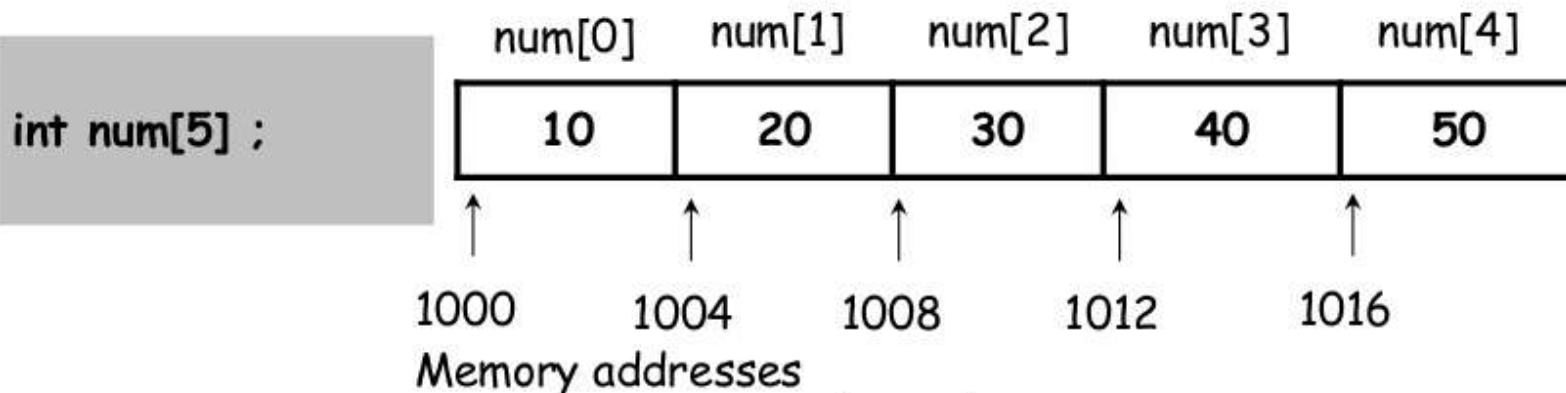 num[0] num[1] num[2] num[3] num[4]
int num[5] ;
10 20 30 40 50
1000 1004 1008 1012 1016
Memory addresses